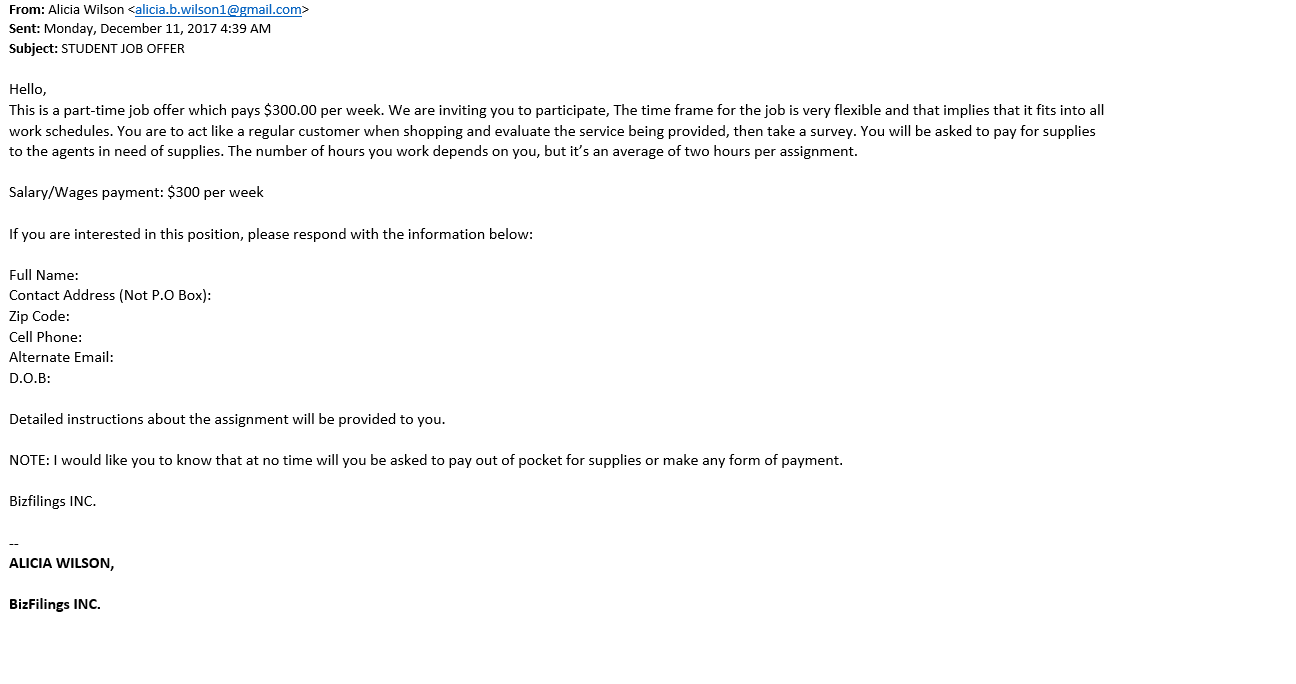 From: Alicia Wilson <alicia.b.wilson1@gmail.com>
Sent: Monday, December 11, 2017 4:39 AM
Subject: STUDENT JOB OFFER
Hello,
This is a part-time job offer which pays $300.00 per week. We are inviting you to participate, The time frame for the job is very flexible and that implies that it fits into all
work schedules. You are to act like a regular customer when shopping and evaluate the service being provided, then take a survey. You will be asked to pay for supplies
to the agents in need of supplies. The number of hours you work depends on you, but it’s an average of two hours per assignment.
Salary/Wages payment: $300 per week
If you are interested in this position, please respond with the information below:
Full Name:
Contact Address (Not P.O Box):
Zip Code:
Cell Phone:
Alternate Email:
D.O.B:
Detailed instructions about the assignment will be provided to you.
NOTE: I would like you to know that at no time will you be asked to pay out of pocket for supplies or make any form of payment.
Bizfilings INC.
--
ALICIA WILSON,
BizFilings INC.